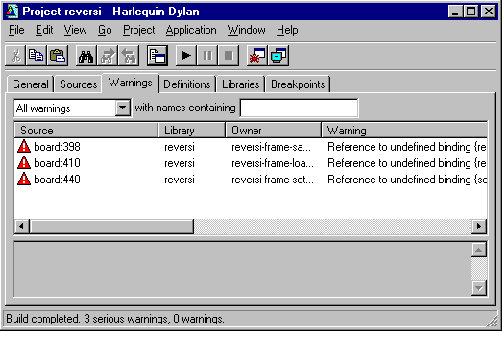 Project reversi - Harlequin Dylan
File Edit View Go Project Application Window Help
General Sources Warnings Definitions Libraries Breakpoints
All warnings with names containing
Source Library Owner Warning
board:398 reversi reversi-frame-sa... Reference to undefined binding {re
board:410 reversi reversi-frame-loa... Reference to undefined binding {re
board:440 reversi reversi-frame-set... Reference to undefined binding {se
Build completed. 3 serious warnings, 0 warnings.